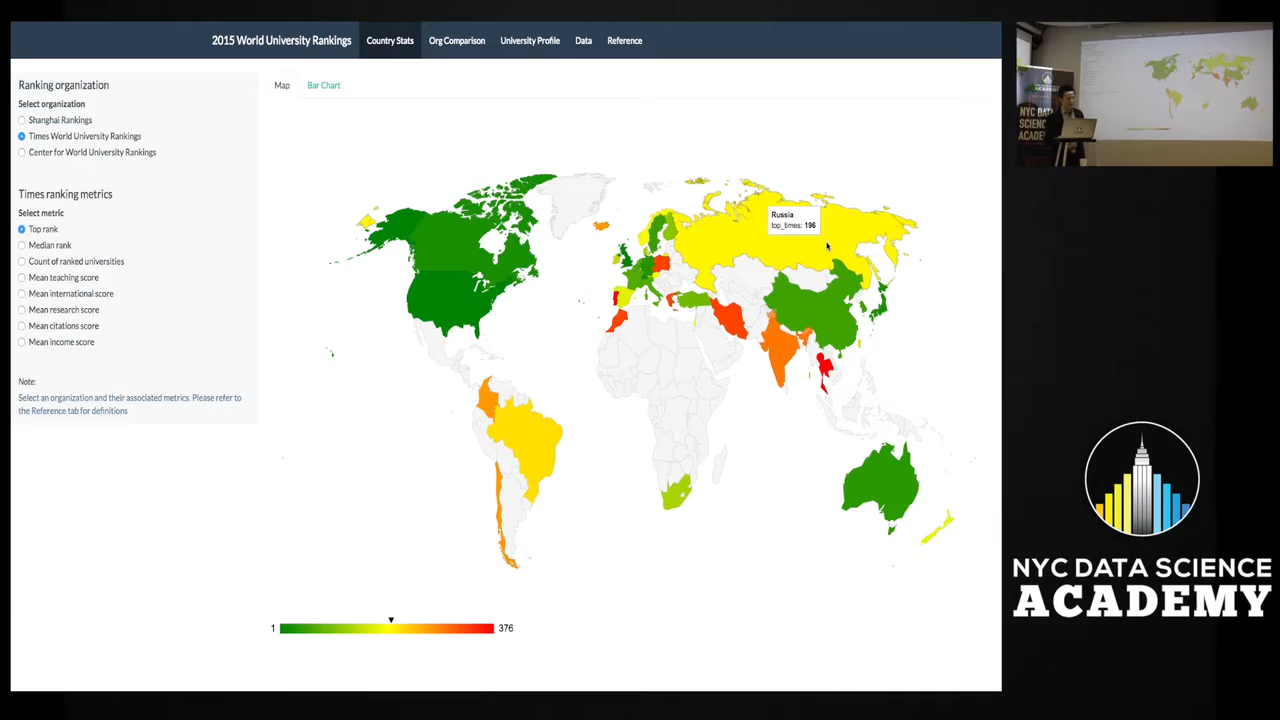 2015 World University Rankings
Country Stats
Org Comparison
University Profile
Data
Reference
Ranking organization
Select organization
Shanghai Rankings
Times World University Rankings
Center for World University Rankings
Times ranking metrics
Select metric
Top rank
Median rank
Count of ranked universities
Mean teaching score
Mean international score
Mean research score
Mean citations score
Mean income score
Note:
Select an organization and their associated metrics. Please refer to
the Reference tab for definitions
Map
Bar Chart
Russia
top_times: 196
1
376
NYC DATA
SCIENCE
ACADE
NYC DATA SCIENCE
ACADEMY